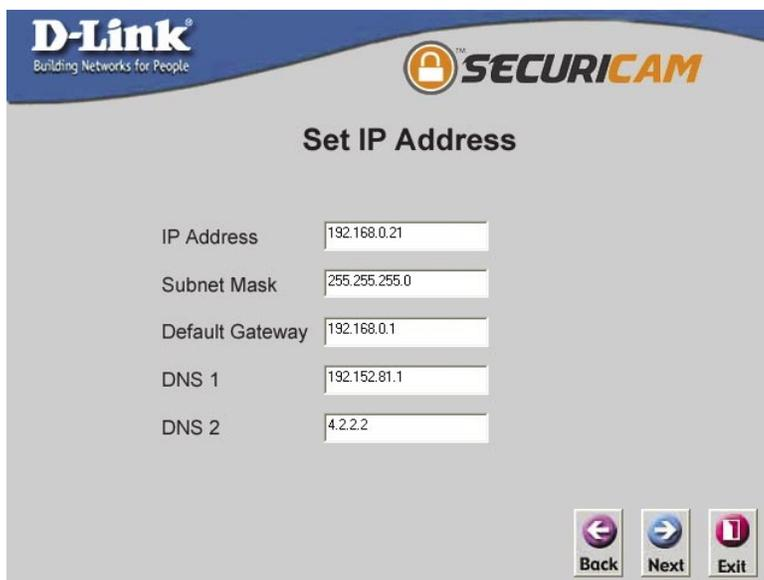 D-Link®
Building Networks for People
SECURICAM™
Set IP Address
IP Address 192.168.0.21
Subnet Mask 255.255.255.0
Default Gateway 192.168.0.1
DNS 1 192.152.81.1
DNS 2 4.2.2.2
Back Next Exit